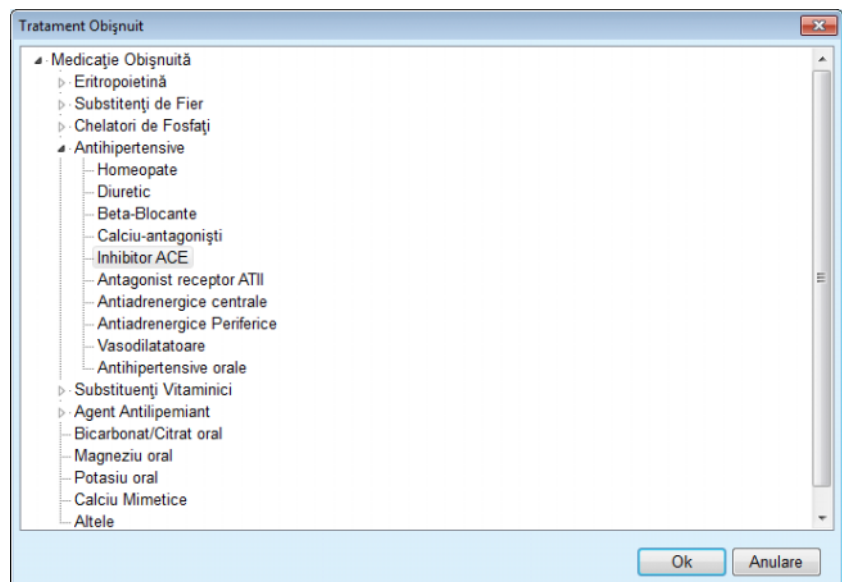 Tratament Obişnuit
Medicaţie Obişnuită
Eritropoietină
Substitenţi de Fier
Chelatori de Fosfaţi
Antihipertensive
Homeopate
Diuretic
Beta-Blocante
Calciu-antagonişti
Inhibitor ACE
Antagonist receptor ATII
Antiadrenergice centrale
Antiadrenergice Periferice
Vasodilatatoare
Antihipertensive orale
Substituenţi Vitaminici
Agent Antilipemiant
Bicarbonat/Citrat oral
Magneziu oral
Potasiu oral
Calciu Mimetice
Altele
Ok Anulare